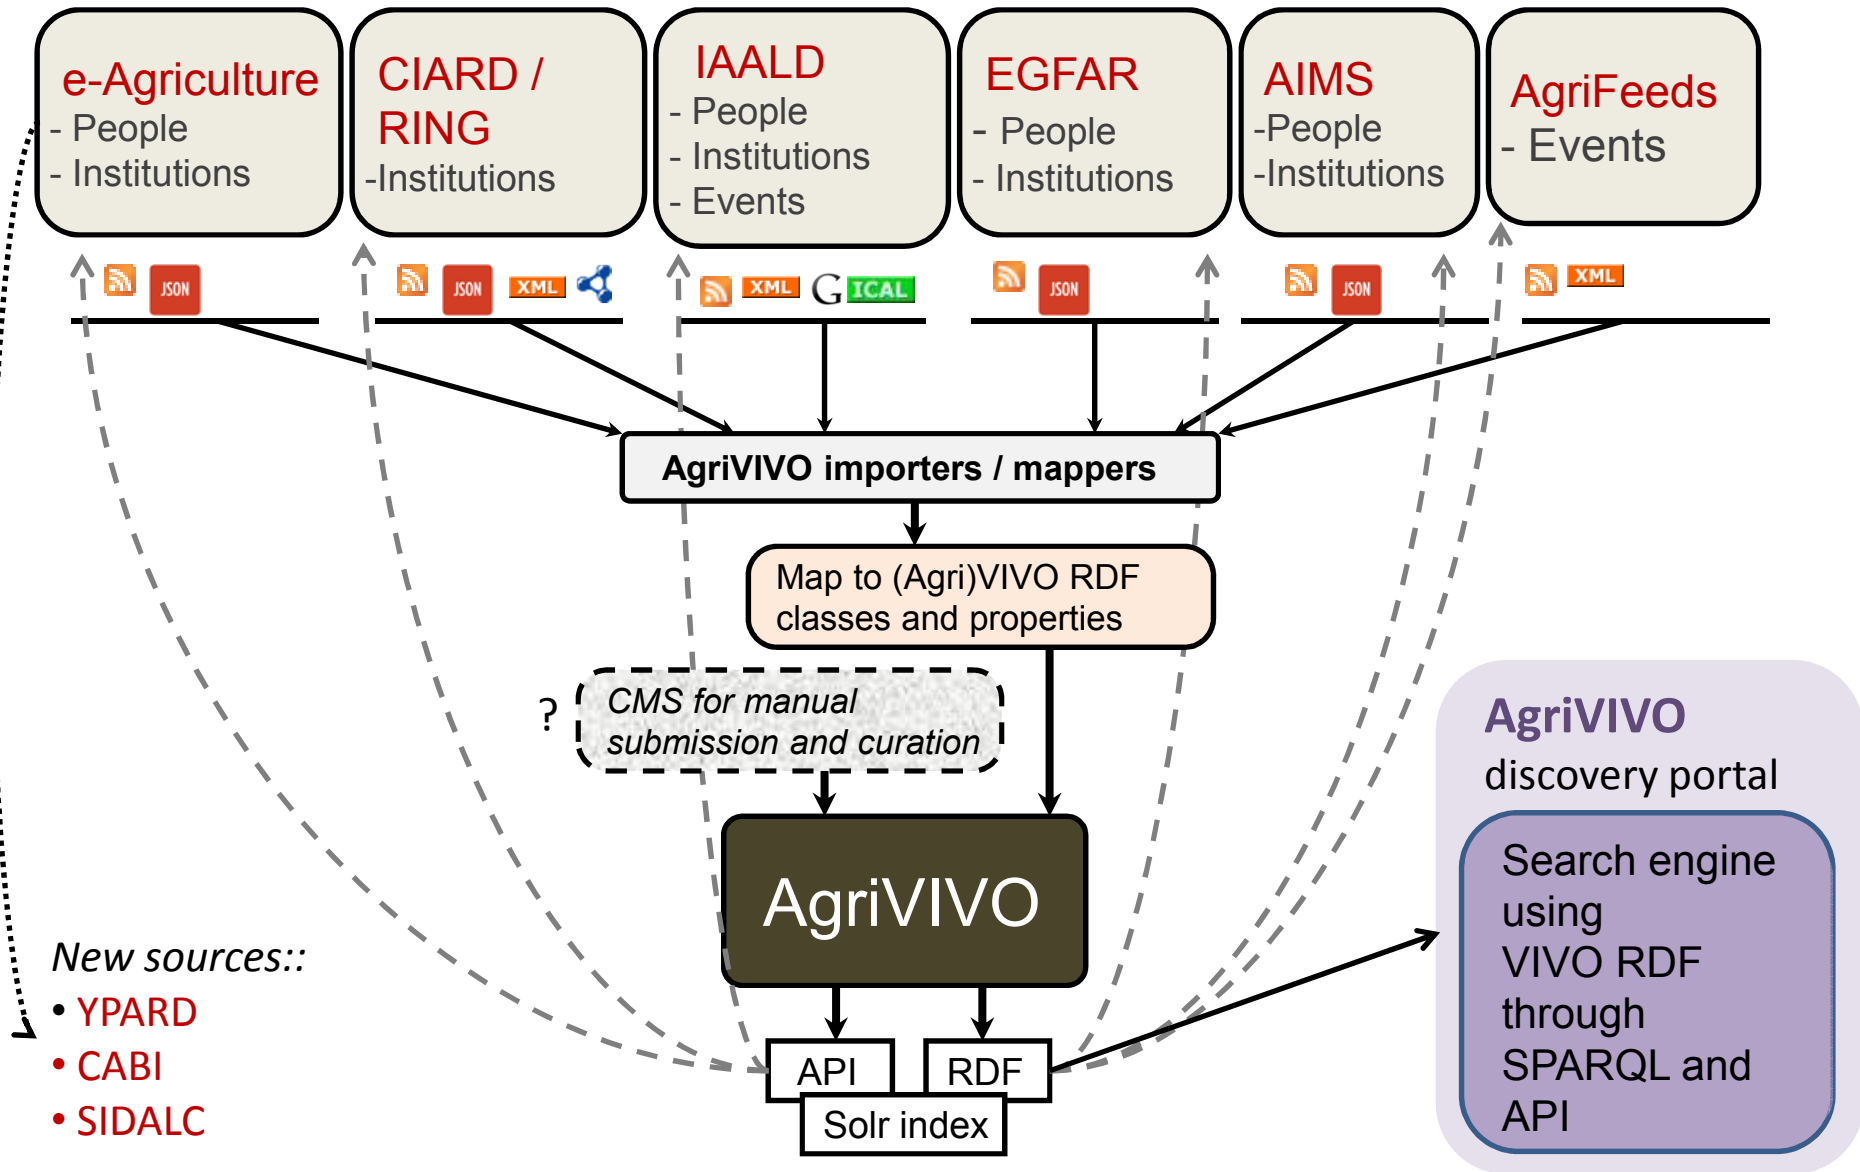 e-Agriculture
- People
- Institutions
CIARD /
RING
-Institutions
IAALD
- People
- Institutions
- Events
EGFAR
- People
- Institutions
AIMS
-People
-Institutions
AgriFeeds
- Events
JSON
JSON
XML
XML
G
ICAL
JSON
JSON
XML
AgriVIVO importers / mappers
Map to (Agri)VIVO RDF
classes and properties
?
CMS for manual
submission and curation
AgriVIVO
API
RDF
Solr index
New sources::
• YPARD
• CABI
• SIDALC
AgriVIVO
discovery portal
Search engine
using
VIVO RDF
through
SPARQL and
API